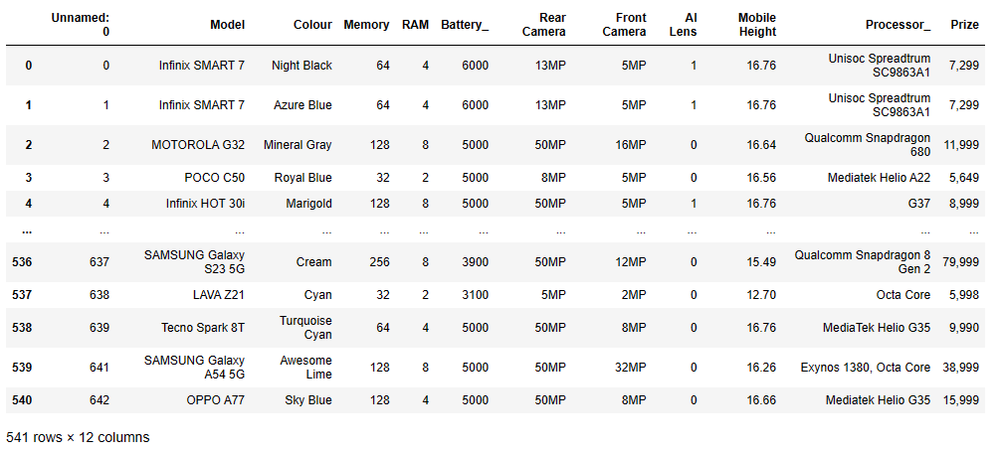 Unnamed: 0 Model Colour Memory RAM Battery_ Rear Camera Front Camera AI Lens Mobile Height Processor_ Prize
0 0 Infinix SMART 7 Night Black 64 4 6000 13MP 5MP 1 16.76 Unisoc Spreadtrum SC9863A1 7,299
1 1 Infinix SMART 7 Azure Blue 64 4 6000 13MP 5MP 1 16.76 Unisoc Spreadtrum SC9863A1 7,299
2 2 MOTOROLA G32 Mineral Gray 128 8 5000 50MP 16MP 0 16.64 Qualcomm Snapdragon 680 11,999
3 3 POCO C50 Royal Blue 32 2 5000 8MP 5MP 0 16.56 Mediatek Helio A22 5,649
4 4 Infinix HOT 30i Marigold 128 8 5000 50MP 5MP 1 16.76 G37 8,999
... ... ... ... ... ... ... ... ... ... ... ... ...
536 637 SAMSUNG Galaxy S23 5G Cream 256 8 3900 50MP 12MP 0 15.49 Qualcomm Snapdragon 8 Gen 2 79,999
537 638 LAVA Z21 Cyan 32 2 3100 5MP 2MP 0 12.70 Octa Core 5,998
538 639 Tecno Spark 8T Turquoise Cyan 64 4 5000 50MP 8MP 0 16.76 MediaTek Helio G35 9,990
539 641 SAMSUNG Galaxy A54 5G Awesome Lime 128 8 5000 50MP 32MP 0 16.26 Exynos 1380, Octa Core 38,999
540 642 OPPO A77 Sky Blue 128 4 5000 50MP 8MP 0 16.66 Mediatek Helio G35 15,999
541 rows × 12 columns